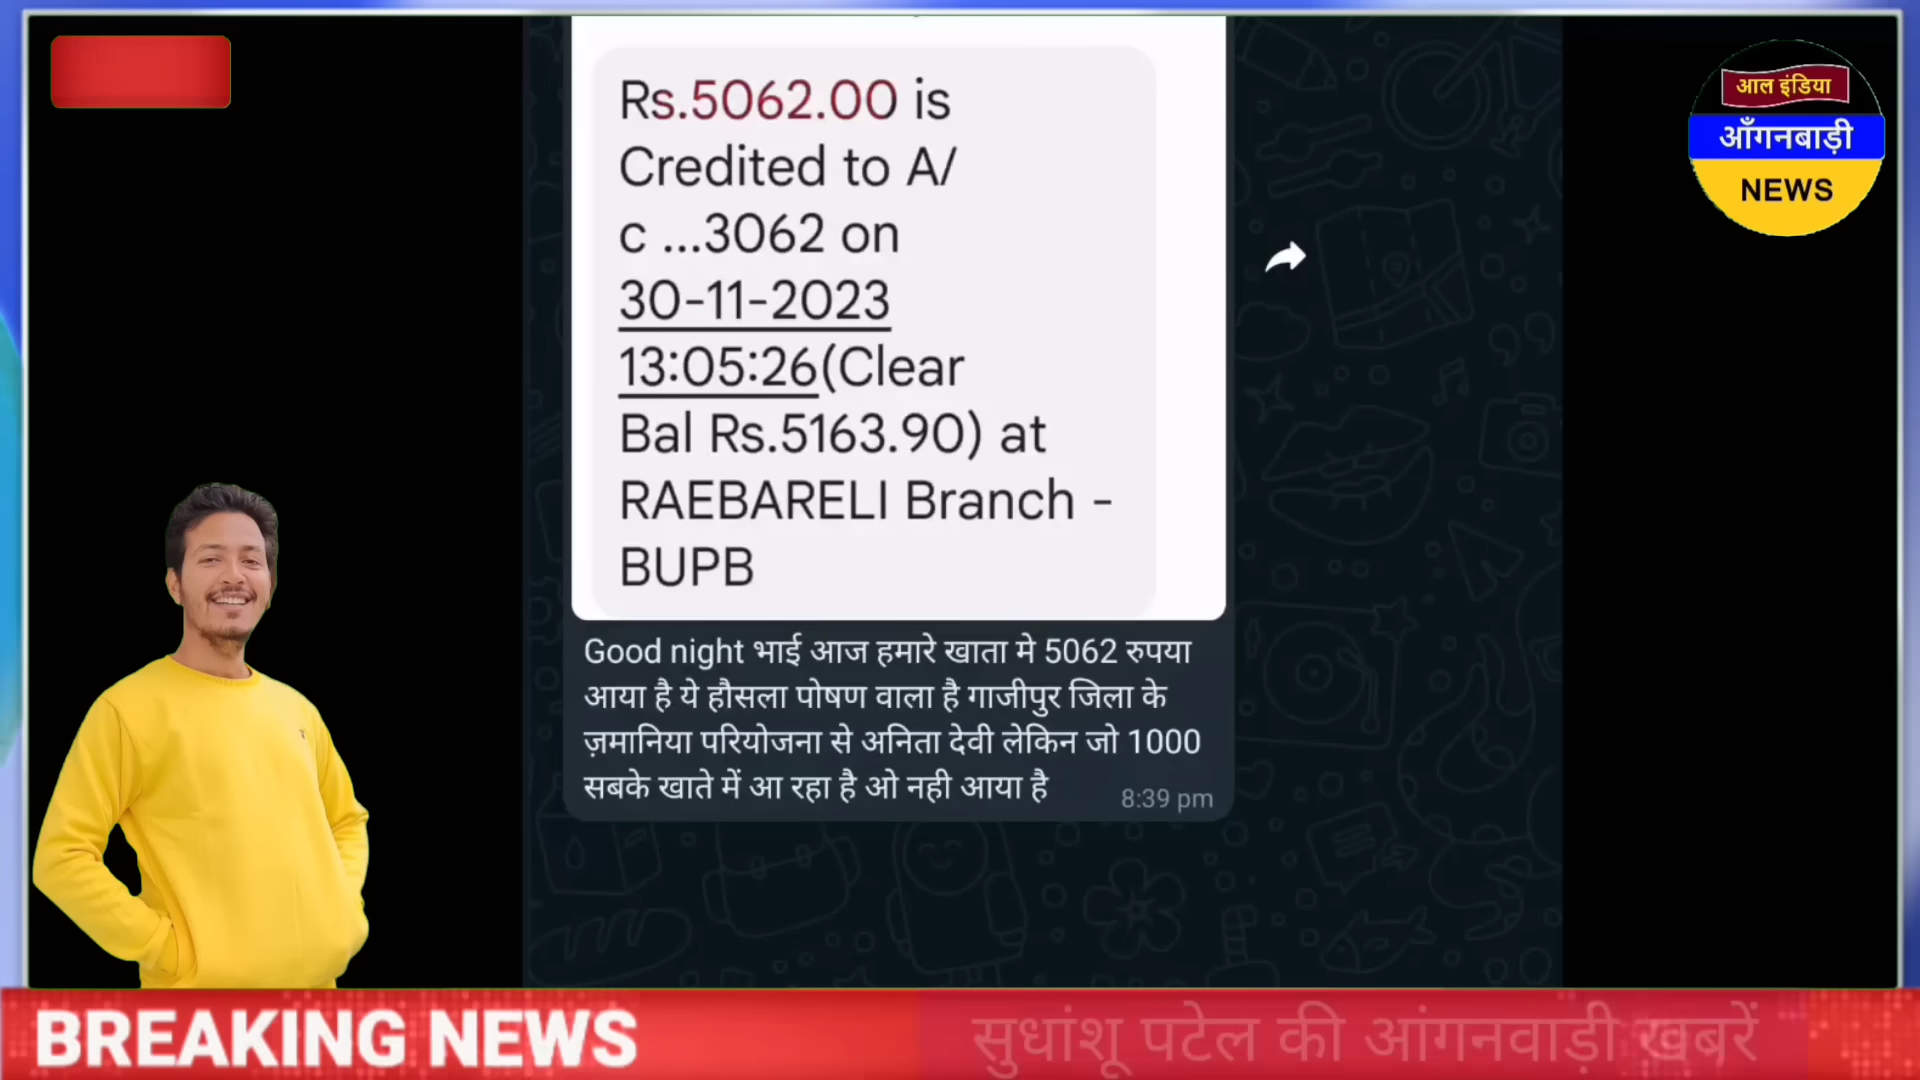 Rs.5062.00 is
Credited to A/
c ...3062 on
30-11-2023
13:05:26(Clear
Bal Rs.5163.90) at
RAEBARELI Branch -
BUPB
Good night भाई आज हमारे खाता मे 5062 रुपया
आया है ये हौसला पोषण वाला है गाजीपुर जिला के
ज़मानिया परियोजना से अनिता देवी लेकिन जो 1000
सबके खाते में आ रहा है ओ नही आया है
8:39 pm
आल इंडिया
आँगनबाड़ी
NEWS
BREAKING NEWS
सुधांशू पटेल की आंगनवाड़ी खबरें